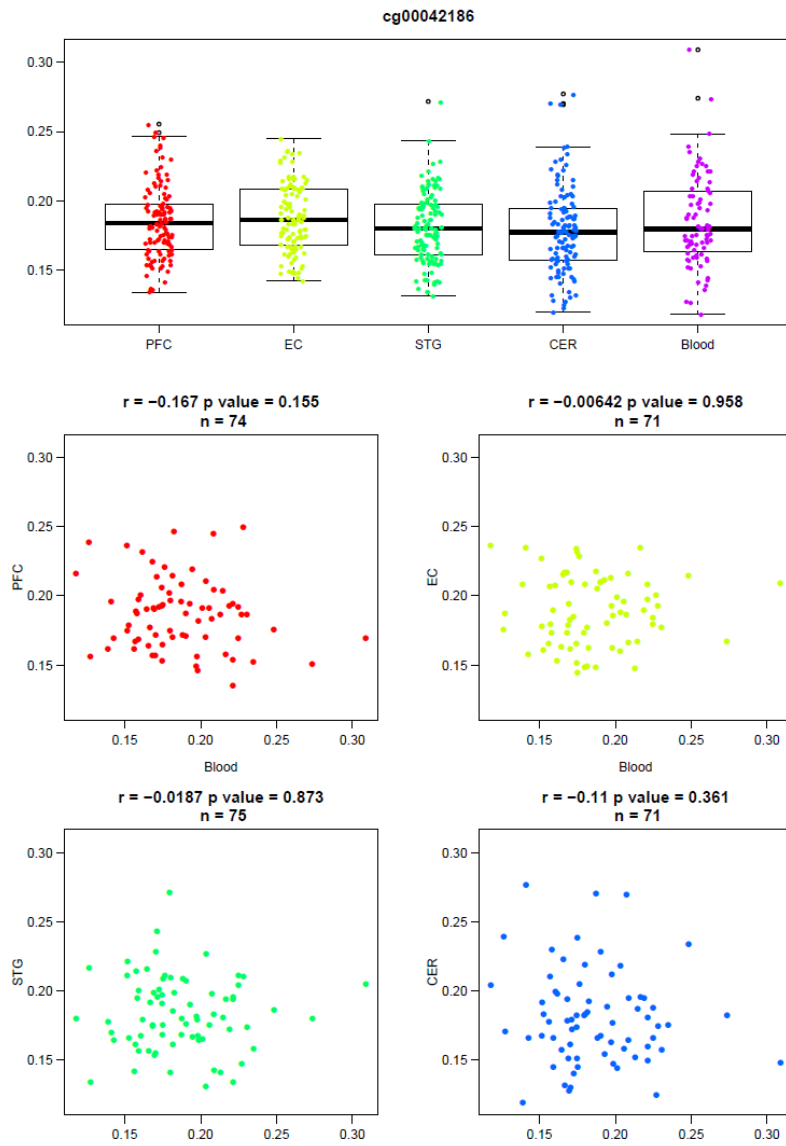 cg00042186
0.30
0.25
0.20
0.15
PFC EC STG CER Blood
r = −0.167 p value = 0.155
n = 74
0.30
0.25
0.20
0.15
PFC
0.15 0.20 0.25 0.30
Blood
r = −0.00642 p value = 0.958
n = 71
0.30
0.25
0.20
0.15
EC
0.15 0.20 0.25 0.30
Blood
r = −0.0187 p value = 0.873
n = 75
0.30
0.25
0.20
0.15
STG
0.15 0.20 0.25 0.30
r = −0.11 p value = 0.361
n = 71
0.30
0.25
0.20
0.15
CER
0.15 0.20 0.25 0.30